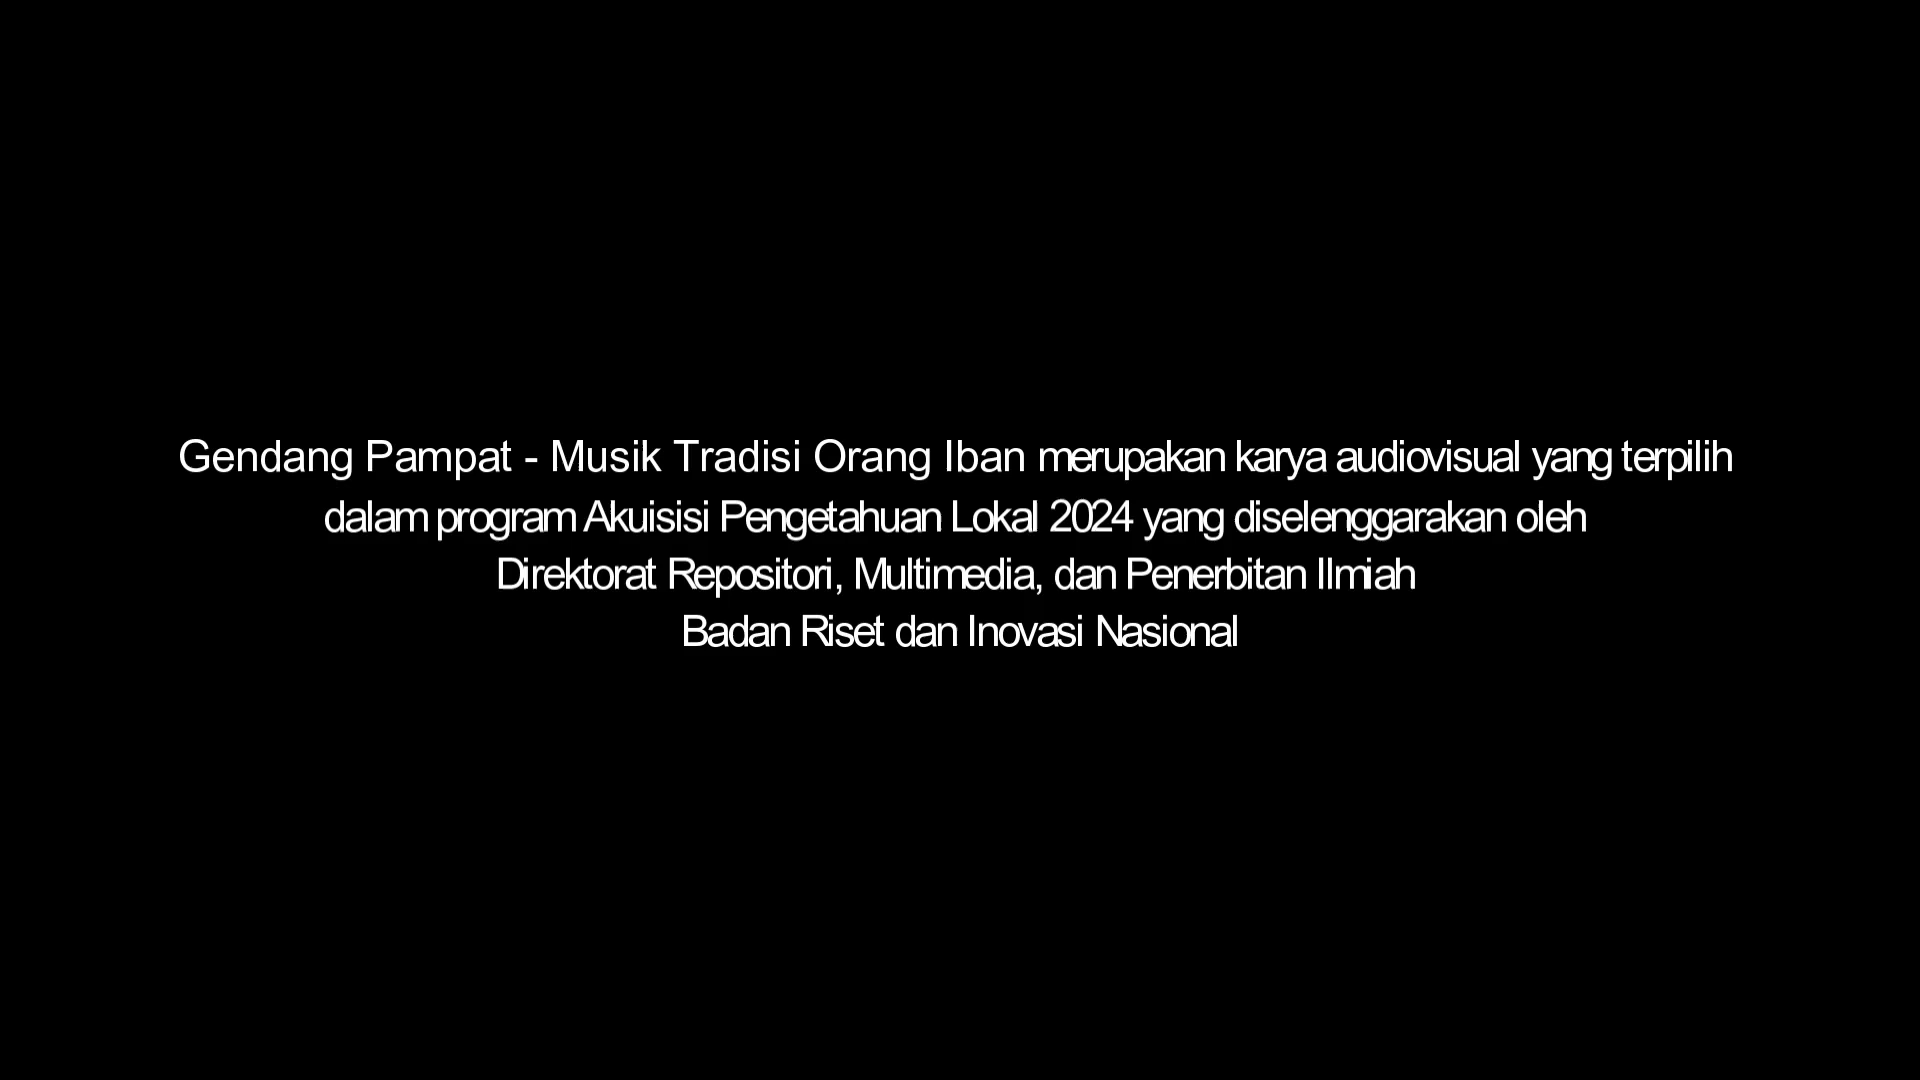 Gendang Pampat - Musik Tradisi Orang Iban merupakan karya audiovisual yang terpilih
dalam program Akuisisi Pengetahuan Lokal 2024 yang diselenggarakan oleh
Direktorat Repositori, Multimedia, dan Penerbitan Ilmiah
Badan Riset dan Inovasi Nasional